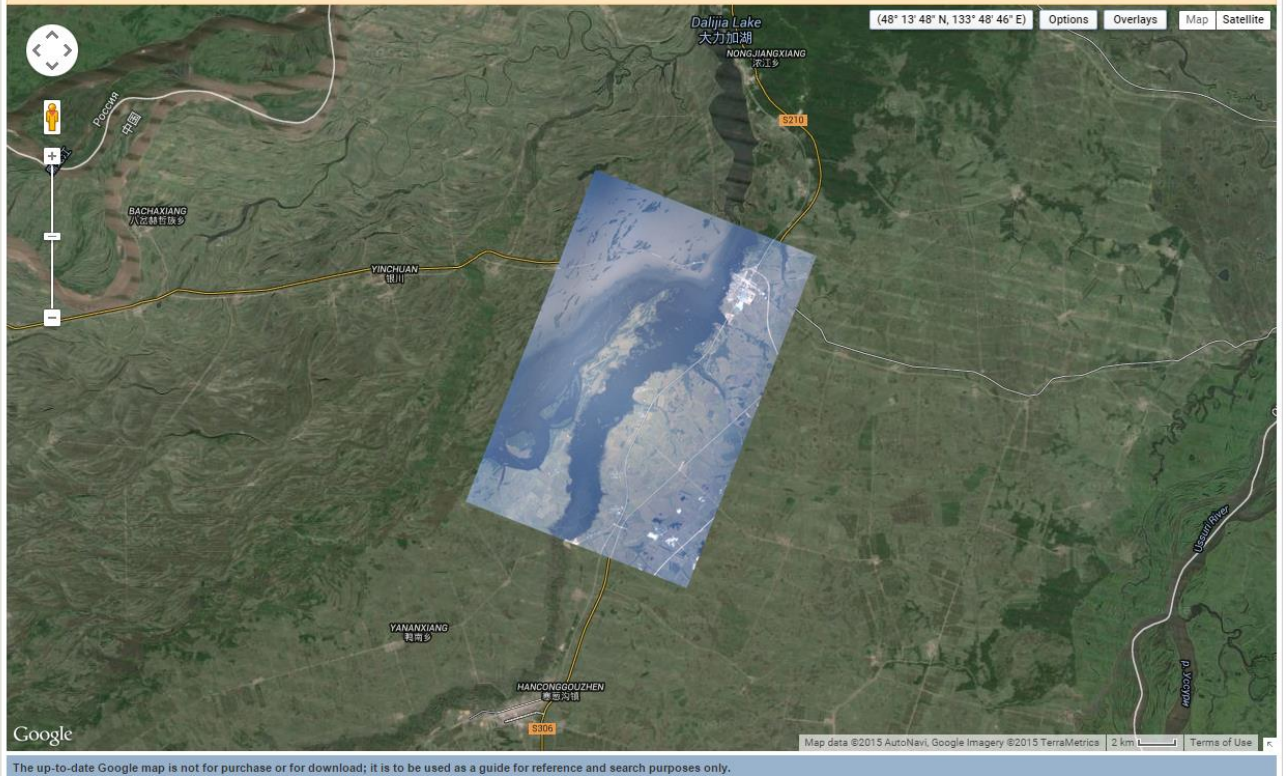 Dalijia Lake
大力加湖
(48° 13' 48" N, 133° 48' 46" E)
Options
Overlays
Map
Satellite
NONGJIANGXIANG
浓江乡
Россия
中国
S210
BACHAXIANG
八岔赫哲族乡
YINCHUAN
银川
Ussuri River
YANANXIANG
鸭南乡
р. Уссури
HANCONGGOUZHEN
寒葱沟镇
S306
Google
Map data ©2015 AutoNavi, Google Imagery ©2015 TerraMetrics
2 km
Terms of Use
The up-to-date Google map is not for purchase or for download; it is to be used as a guide for reference and search purposes only.